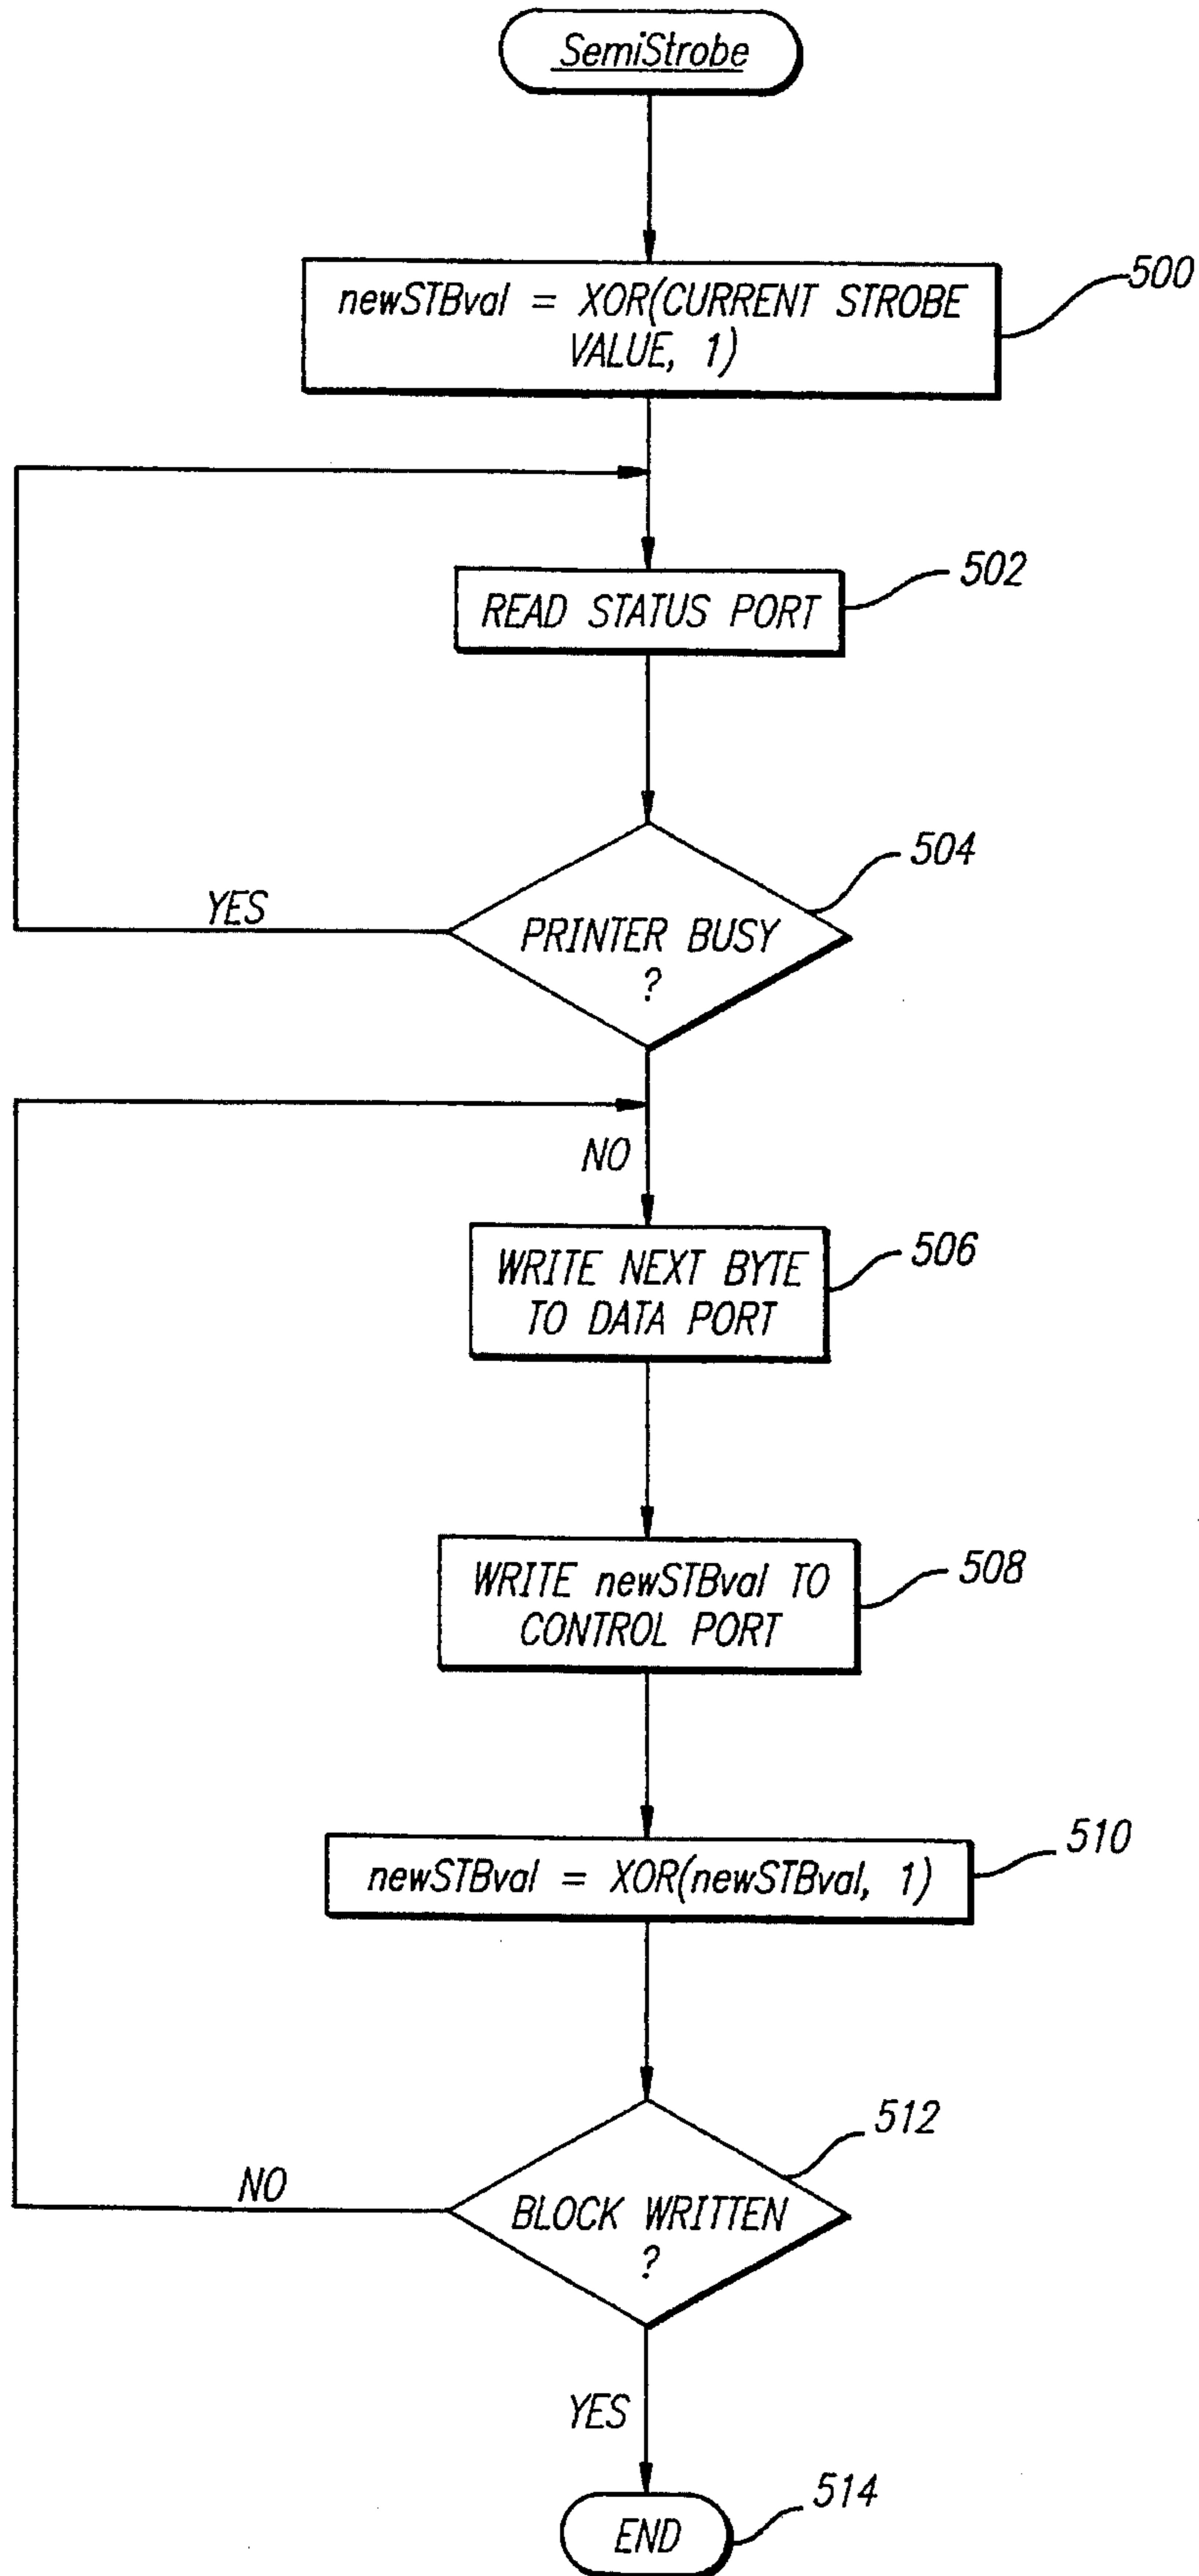 SemiStrobe
newSTBval = XOR(CURRENT STROBE
VALUE, 1)
500
READ STATUS PORT
502
PRINTER BUSY
?
504
YES
NO
WRITE NEXT BYTE
TO DATA PORT
506
WRITE newSTBval TO
CONTROL PORT
508
newSTBval = XOR(newSTBval, 1)
510
BLOCK WRITTEN
?
512
NO
YES
END
514